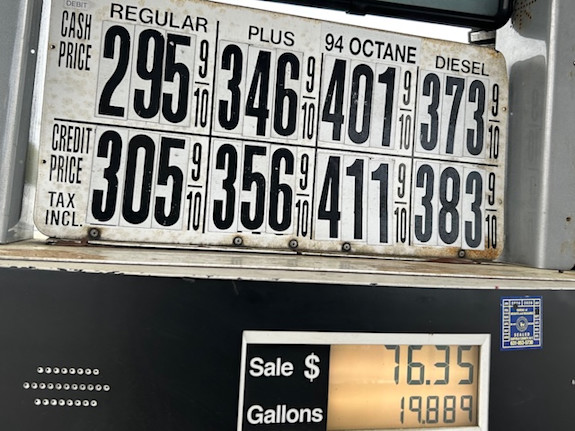 DEBIT
REGULAR PLUS 94 OCTANE DIESEL
CASH PRICE 295 9/10 346 9/10 401 9/10 373 9/10
CREDIT PRICE 305 9/10 356 9/10 411 9/10 383 9/10
TAX INCL.
Sale $ 76.35
Gallons 19.889